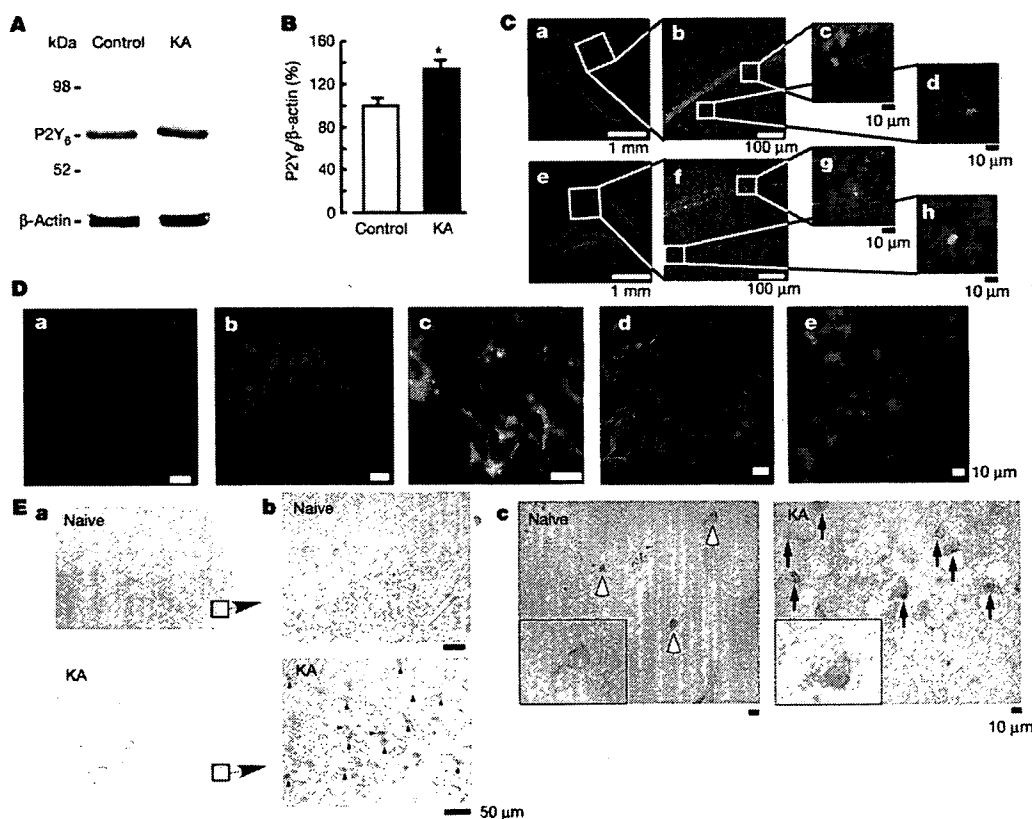 A
kDa Control KA
98 –
P2Y6 –
52 –
β-Actin –
B
P2Y6/β-actin (%)
160
120
80
40
0
Control KA
*
C
a b c
d
10 μm
1 mm 100 μm
10 μm
e f g
h
10 μm
1 mm 100 μm
10 μm
D
a b c d e
10 μm
E
a b c
Naive Naive Naive KA
KA KA
10 μm
50 μm